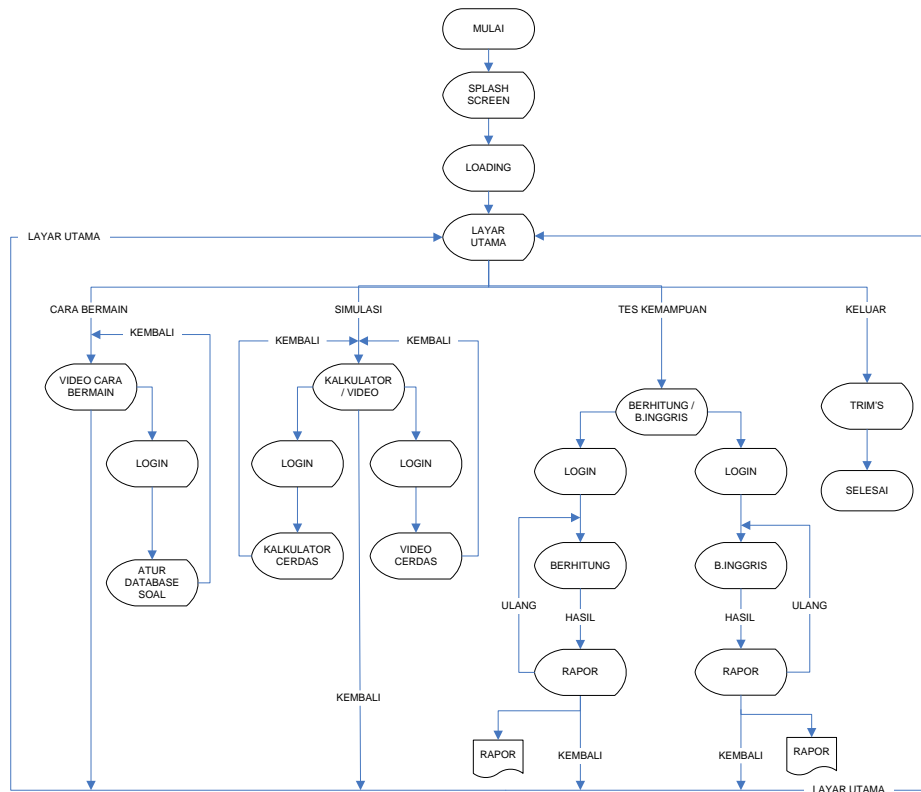 MULAI
SPLASH
SCREEN
LOADING
LAYAR
UTAMA
LAYAR UTAMA
CARA BERMAIN
SIMULASI
TES KEMAMPUAN
KELUAR
KEMBALI
KEMBALI
KEMBALI
VIDEO CARA
BERMAIN
KALKULATOR
/ VIDEO
BERHITUNG /
B.INGGRIS
TRIM'S
LOGIN
LOGIN
LOGIN
LOGIN
LOGIN
SELESAI
KALKULATOR
CERDAS
VIDEO
CERDAS
BERHITUNG
B.INGGRIS
ATUR
DATABASE
SOAL
ULANG
ULANG
HASIL
HASIL
RAPOR
RAPOR
KEMBALI
RAPOR
KEMBALI
KEMBALI
RAPOR
LAYAR UTAMA